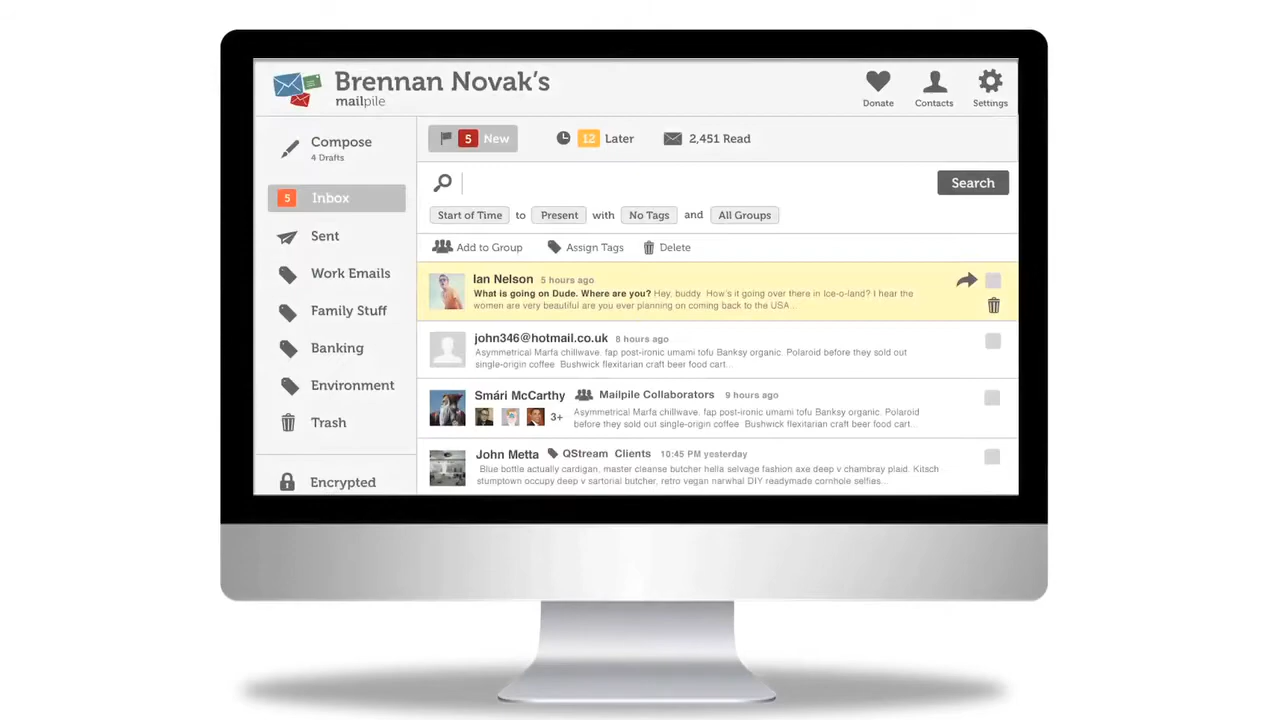 Brennan Novak's
mailpile
Donate
Contacts
Settings
Compose
4 Drafts
5 Inbox
Sent
Work Emails
Family Stuff
Banking
Environment
Trash
Encrypted
5 New
12 Later
2,451 Read
Search
Start of Time to Present with No Tags and All Groups
Add to Group Assign Tags Delete
Ian Nelson 5 hours ago
What is going on Dude. Where are you? Hey, buddy How's it going over there in Ice-o-land? I hear the
women are very beautiful are you ever planning on coming back to the USA...
john346@hotmail.co.uk 8 hours ago
Asymmetrical Marfa chillwave. fap post-ironic umami tofu Banksy organic. Polaroid before they sold out
single-origin coffee Bushwick flexitarian craft beer food cart...
Smári McCarthy Mailpile Collaborators 9 hours ago
3+
Asymmetrical Marfa chillwave. fap post-ironic umami tofu Banksy organic. Polaroid
before they sold out single-origin coffee Bushwick flexitarian craft beer food cart...
John Metta QStream Clients 10:45 PM yesterday
Blue bottle actually cardigan, master cleanse butcher hella selvage fashion axe deep v chambray plaid. Kitsch
stumptown occupy deep v sartorial butcher, retro vegan narwhal DIY readymade cornhole selfies...